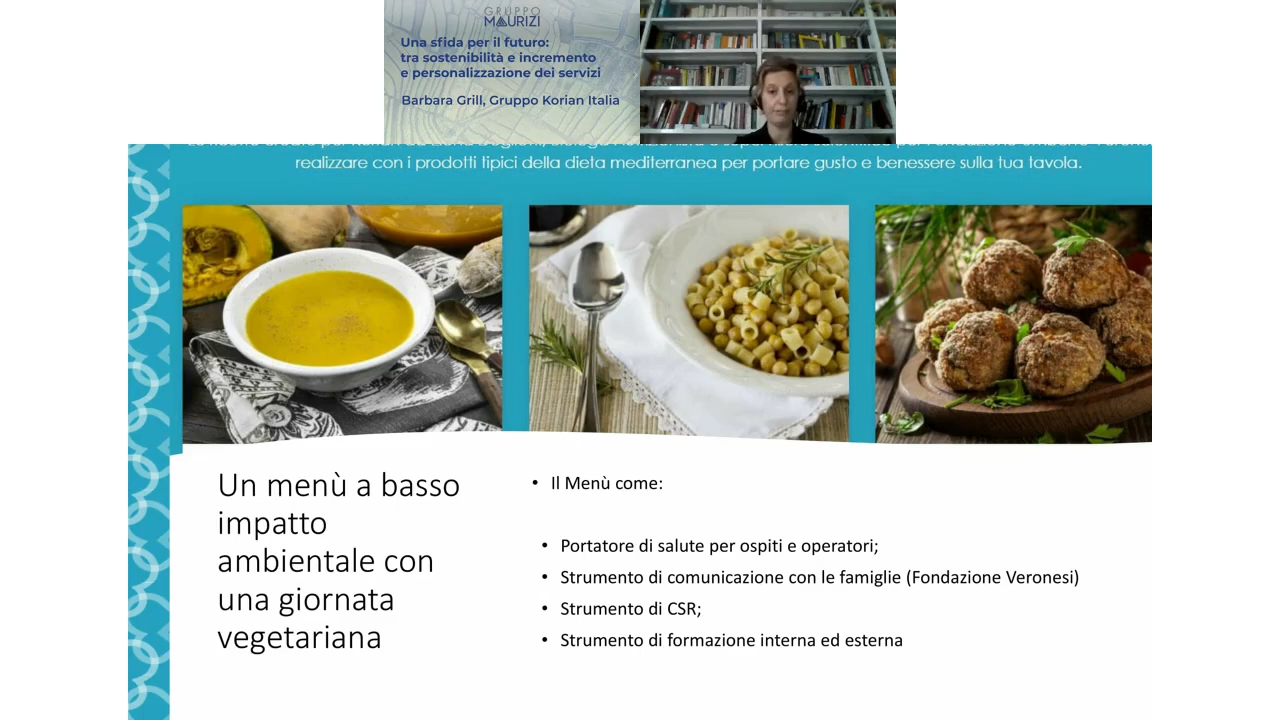 GRUPPO
MAURIZI
Una sfida per il futuro:
tra sostenibilità e incremento
e personalizzazione dei servizi
Barbara Grill, Gruppo Korian Italia
realizzare con i prodotti tipici della dieta mediterranea per portare gusto e benessere sulla tua tavola.
Un menù a basso
impatto
ambientale con
una giornata
vegetariana
• Il Menù come:
• Portatore di salute per ospiti e operatori;
• Strumento di comunicazione con le famiglie (Fondazione Veronesi)
• Strumento di CSR;
• Strumento di formazione interna ed esterna